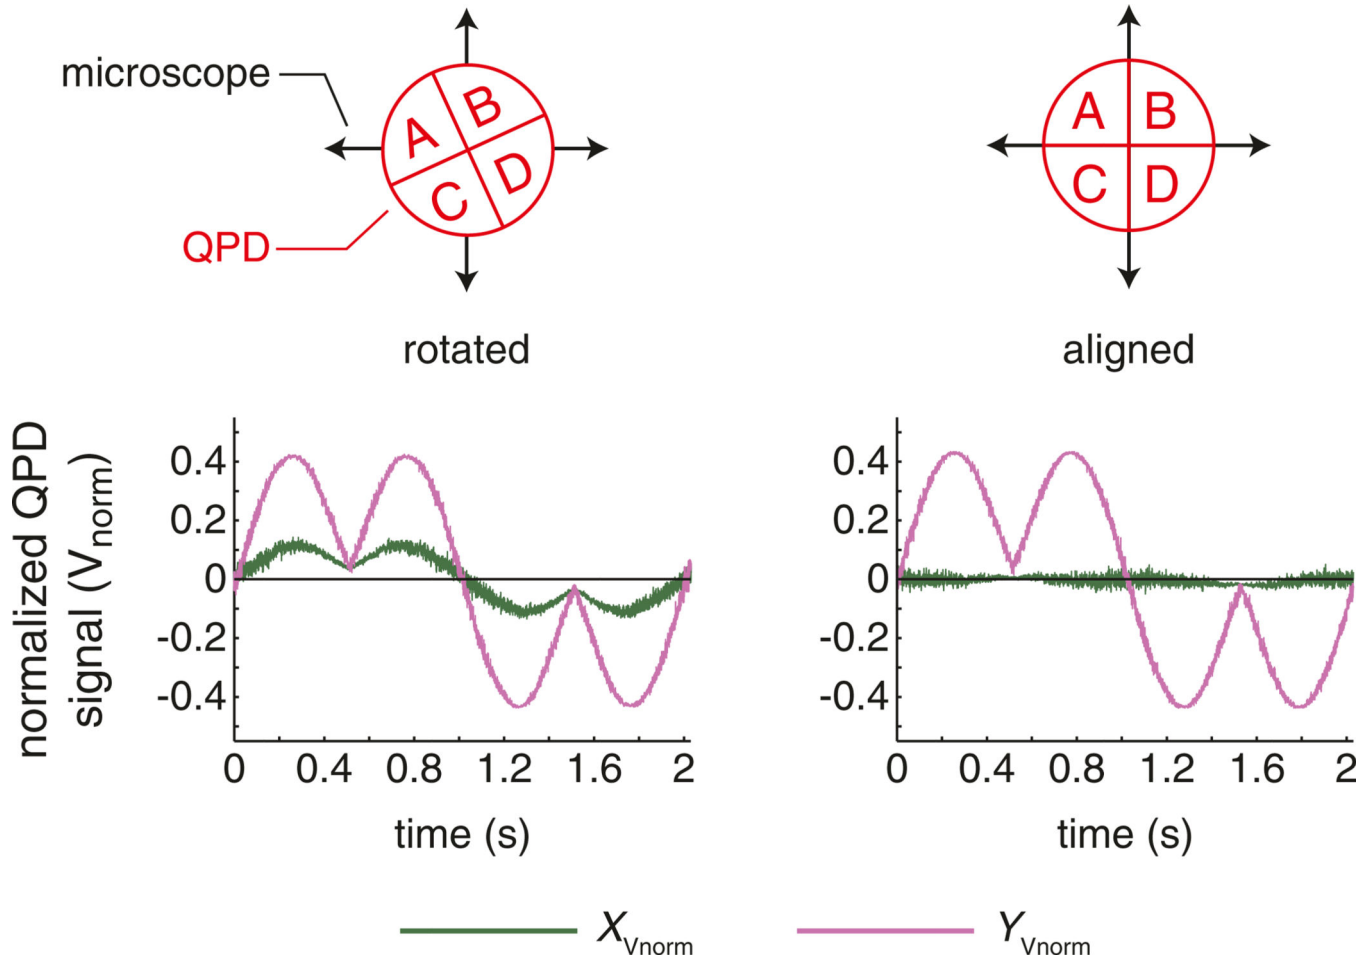 microscope
A
B
C
D
QPD
rotated
A
B
C
D
aligned
normalized QPD
signal (Vnorm)
0.4
0.2
0
-0.2
-0.4
0 0.4 0.8 1.2 1.6 2
time (s)
0.4
0.2
0
-0.2
-0.4
0 0.4 0.8 1.2 1.6 2
time (s)
XVnorm
YVnorm